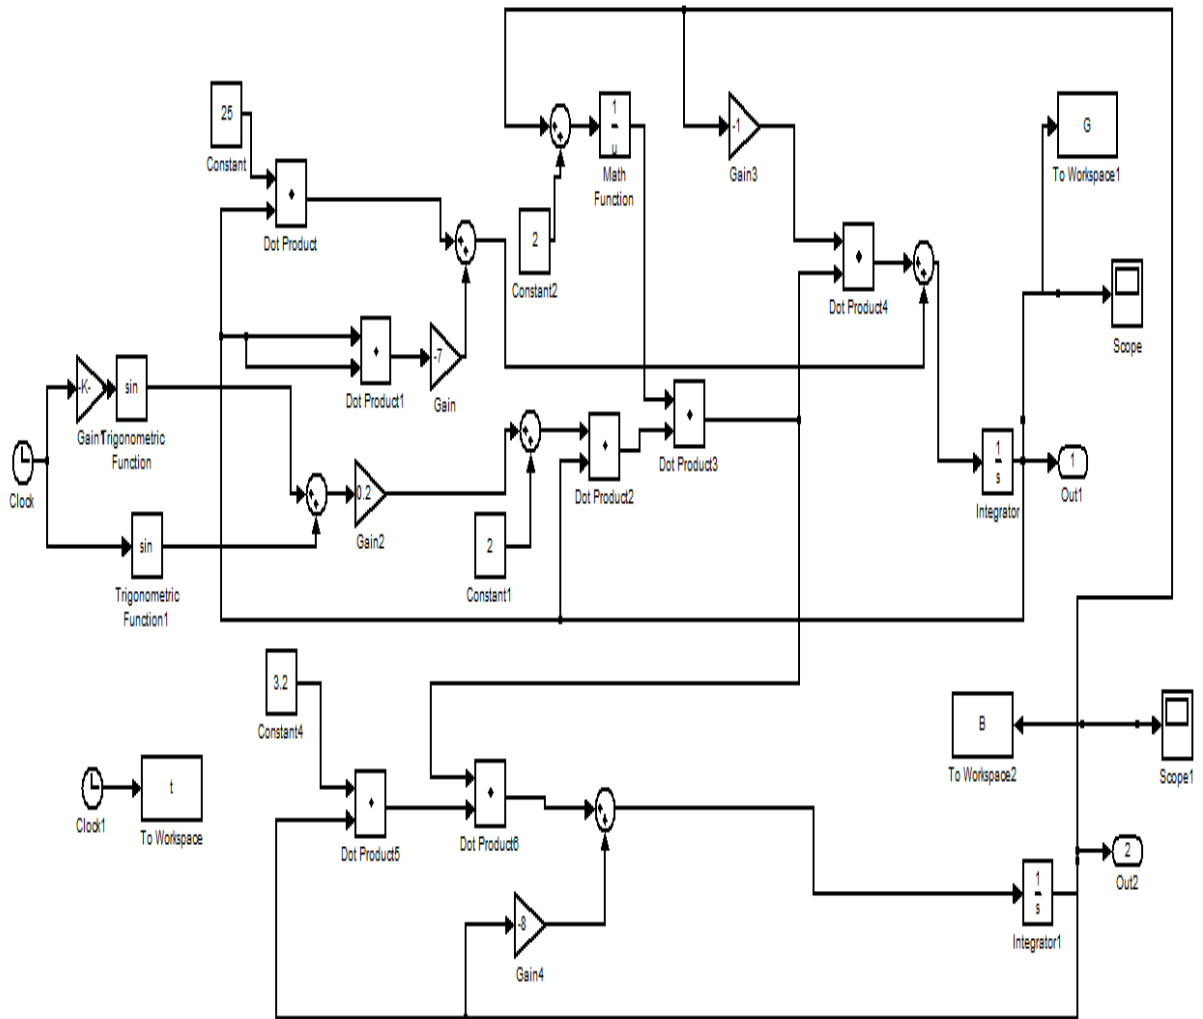 25
Constant
Dot Product
1
u
Math
Function
-1
Gain3
G
To Workspace1
2
Constant2
Dot Product4
Scope
Dot Product1
-7
Gain
-K-
Gain1
sin
Trigonometric
Function
Clock
0.2
Gain2
Dot Product2
Dot Product3
1
s
Integrator
1
Out1
sin
Trigonometric
Function1
2
Constant1
3.2
Constant4
B
To Workspace2
Scope1
Clock1
t
To Workspace
Dot Product5
Dot Product6
2
Out2
-8
Gain4
1
s
Integrator1